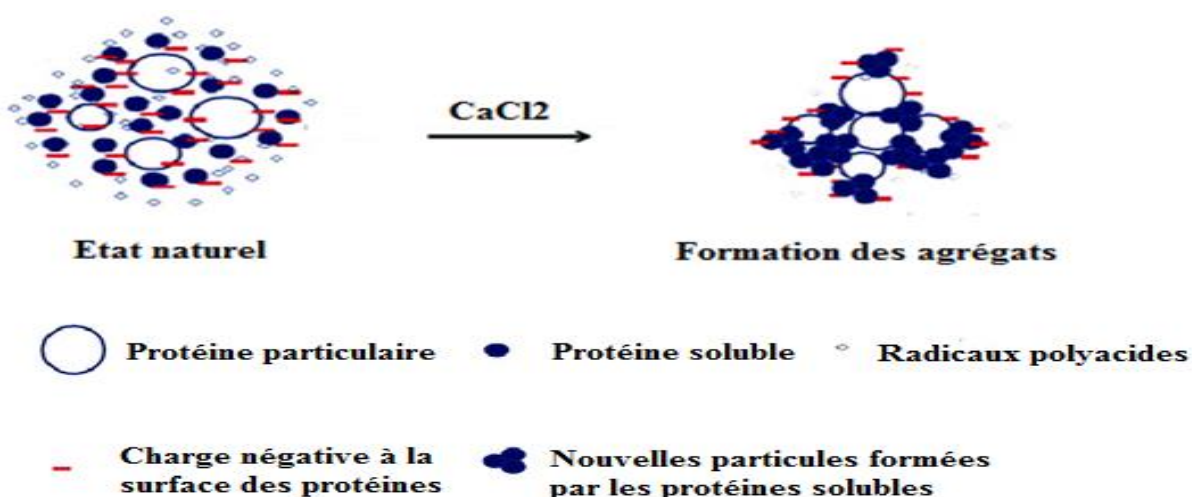 CaCl2
Etat naturel
Formation des agrégats
Protéine particulaire
Protéine soluble
Radicaux polyacides
Charge négative à la
surface des protéines
Nouvelles particules formées
par les protéines solubles